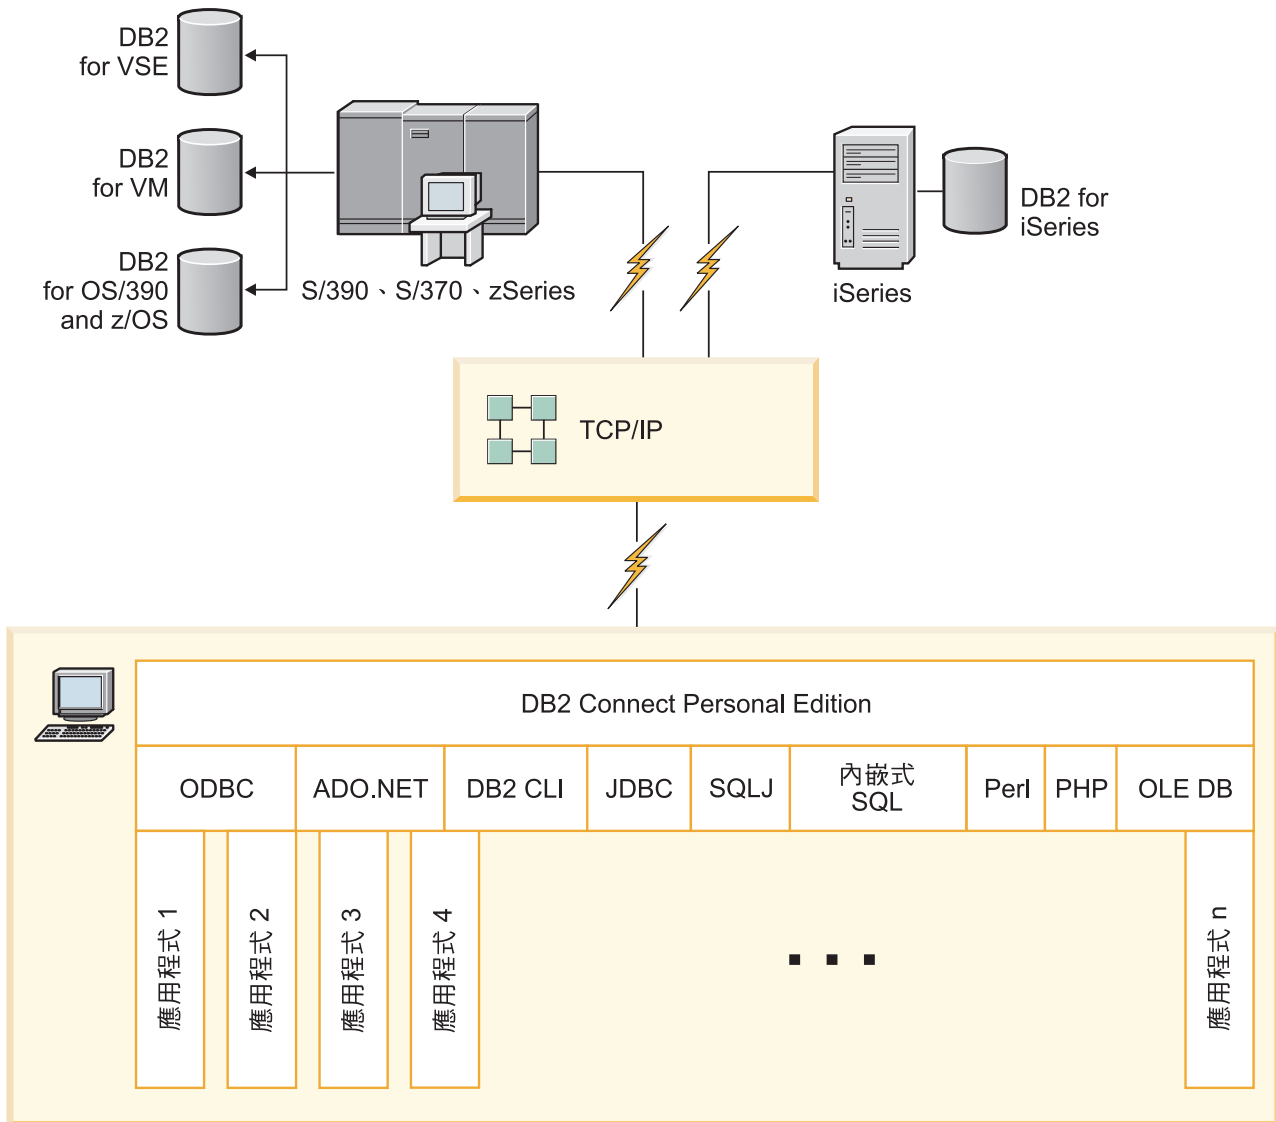 DB2
for VSE
DB2
for VM
DB2
for OS/390
and z/OS
S/390、S/370、zSeries
DB2 for
iSeries
iSeries
TCP/IP
DB2 Connect Personal Edition
ODBC
ADO.NET
DB2 CLI
JDBC
SQLJ
內嵌式
SQL
Perl
PHP
OLE DB
應用程式 1
應用程式 2
應用程式 3
應用程式 4
應用程式 n